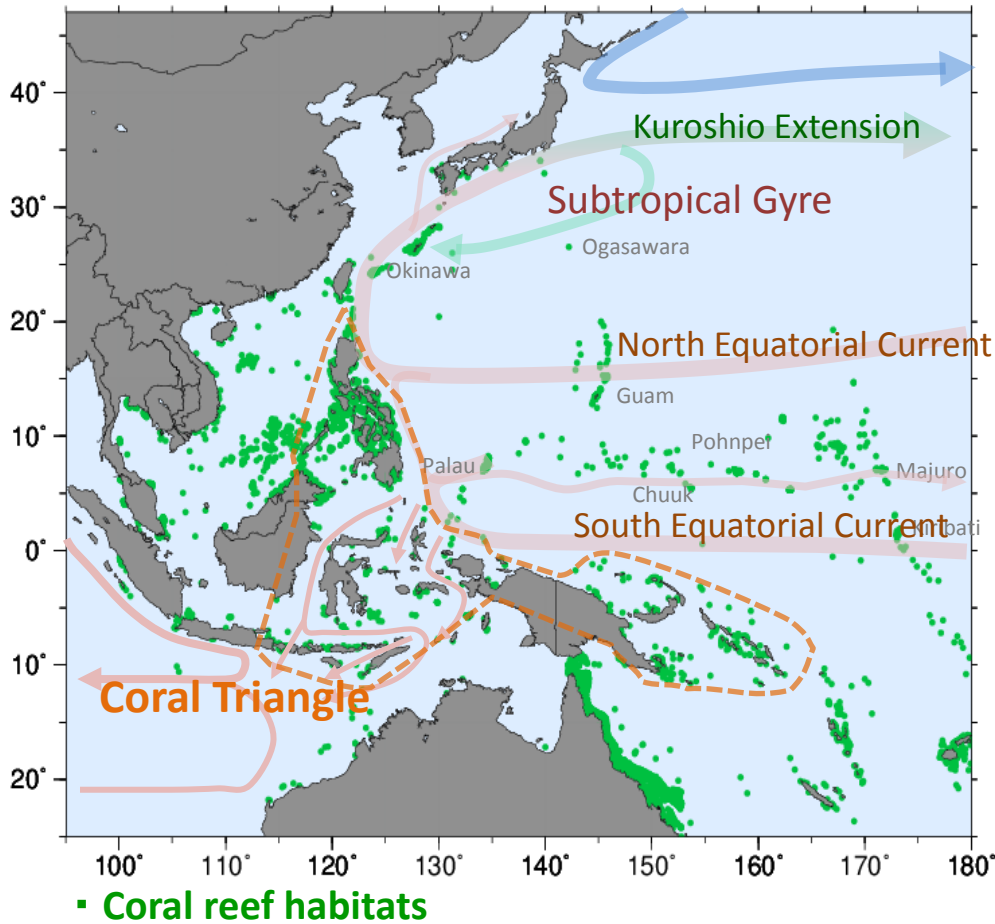 40°
Kuroshio Extension
30°
Subtropical Gyre
Ogasawara
Okinawa
20°
North Equatorial Current
Guam
10°
Pohnpei
Palau
Majuro
Chuuk
South Equatorial Current
Kiribati
0°
10°
Coral Triangle
20°
100° 110° 120° 130° 140° 150° 160° 170° 180°
▪ Coral reef habitats